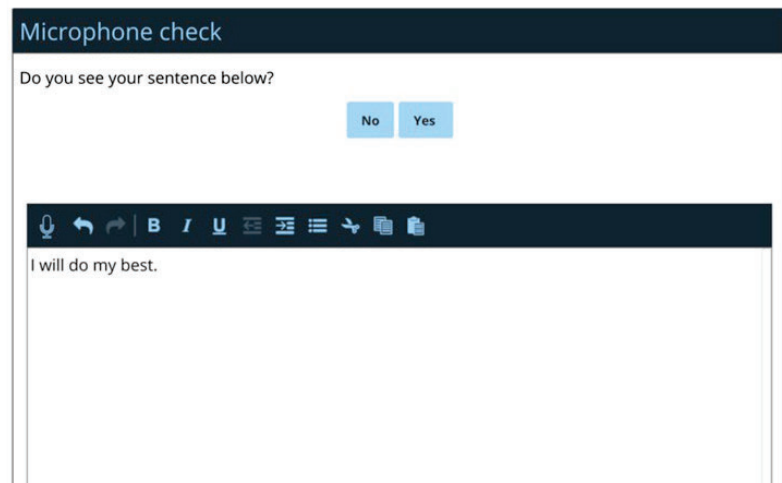 Microphone check
Do you see your sentence below?
No Yes
B I U
I will do my best.